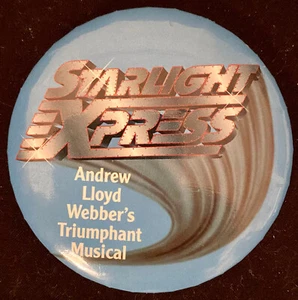 STARLIGHT
EXPRESS
Andrew
Lloyd
Webber's
Triumphant
Musical